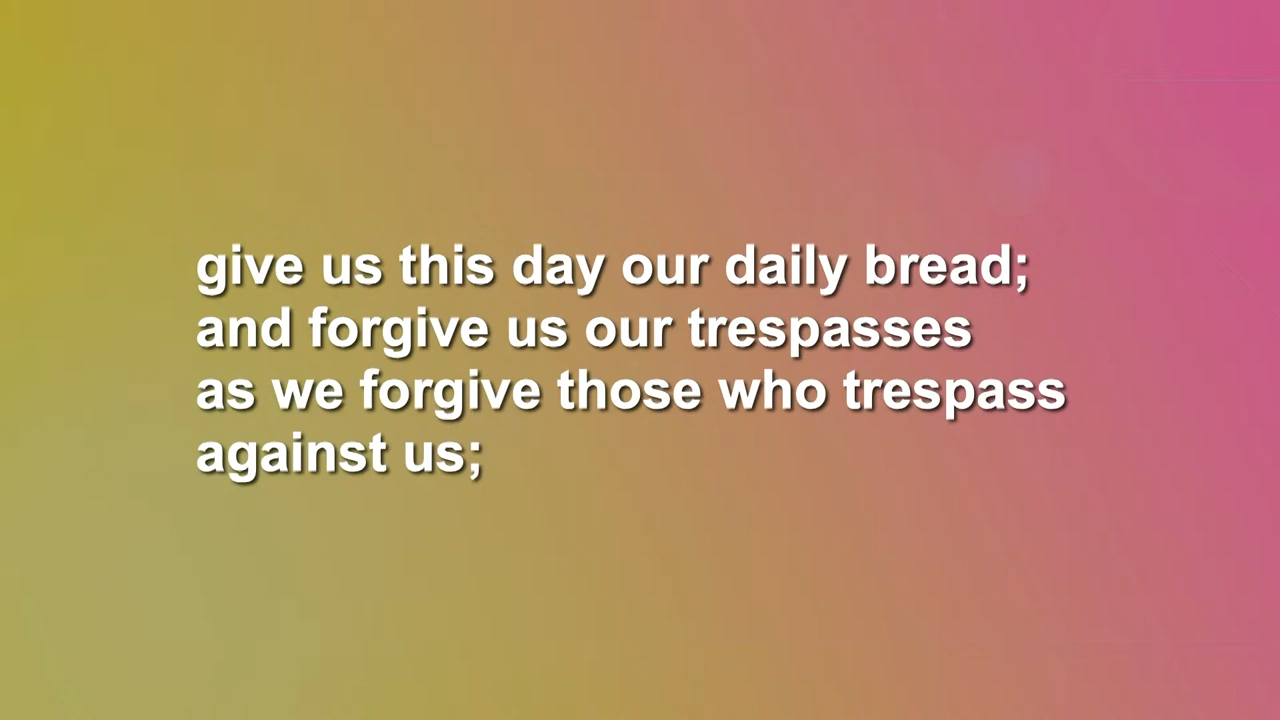 give us this day our daily bread;
and forgive us our trespasses
as we forgive those who trespass
against us;